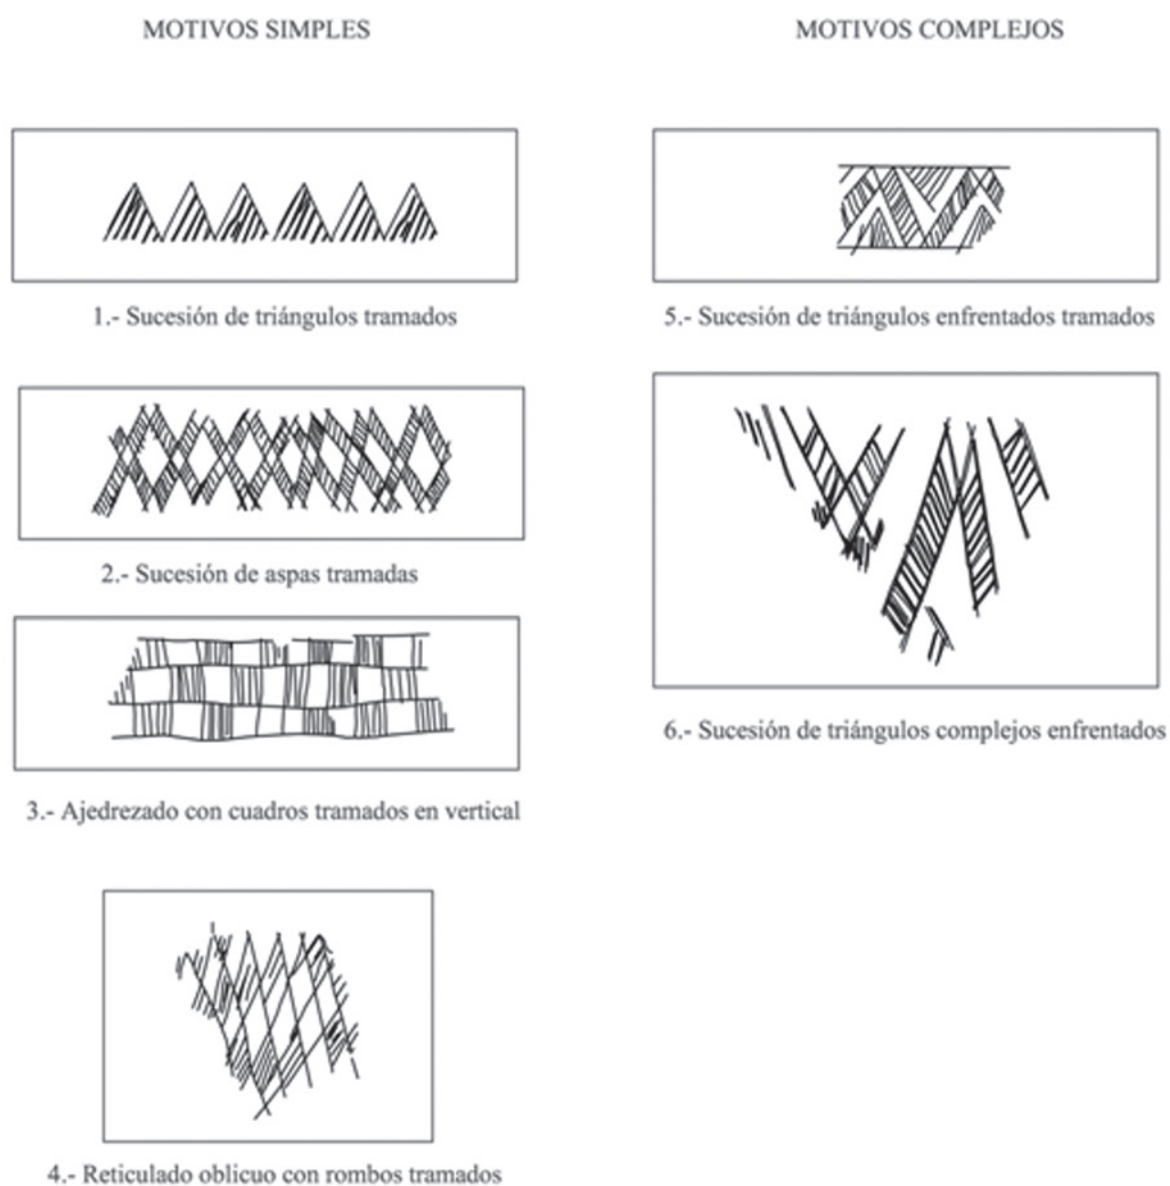 MOTIVOS SIMPLES
MOTIVOS COMPLEJOS
1.- Sucesión de triángulos tramados
5.- Sucesión de triángulos enfrentados tramados
2.- Sucesión de aspas tramadas
6.- Sucesión de triángulos complejos enfrentados
3.- Ajedrezado con cuadros tramados en vertical
4.- Reticulado oblicuo con rombos tramados